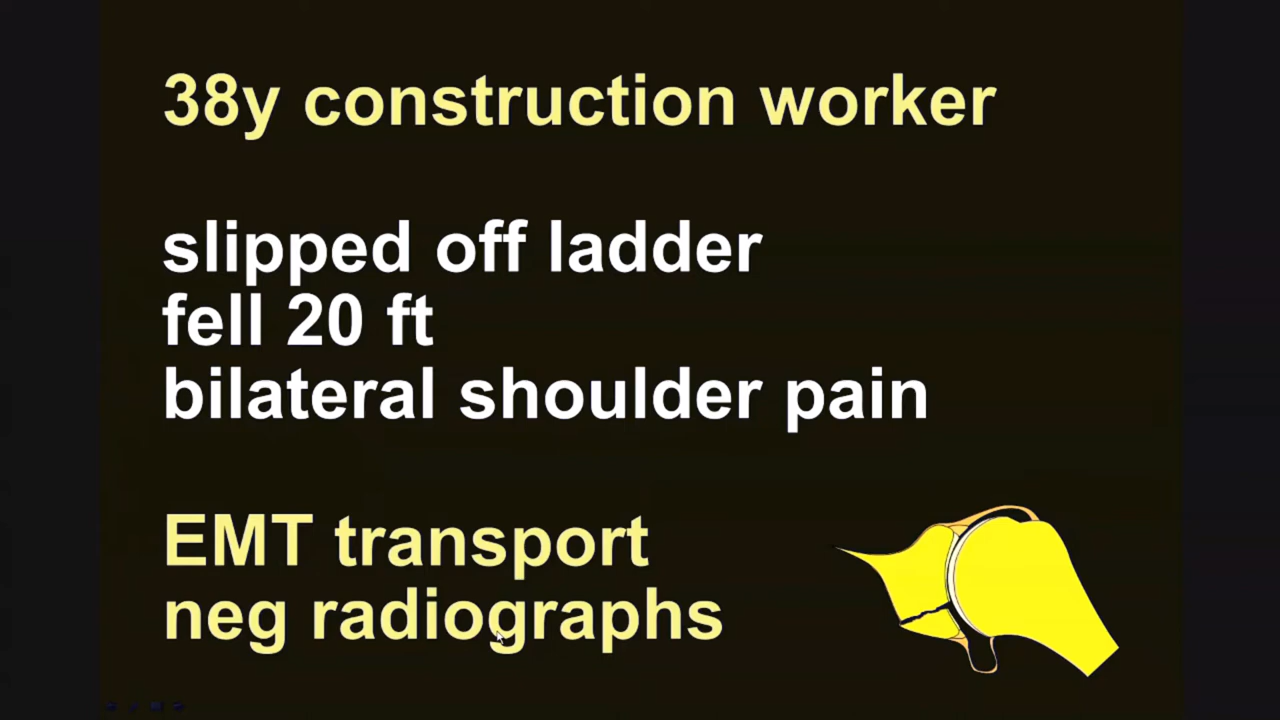 38y construction worker
slipped off ladder
fell 20 ft
bilateral shoulder pain
EMT transport
neg radiographs